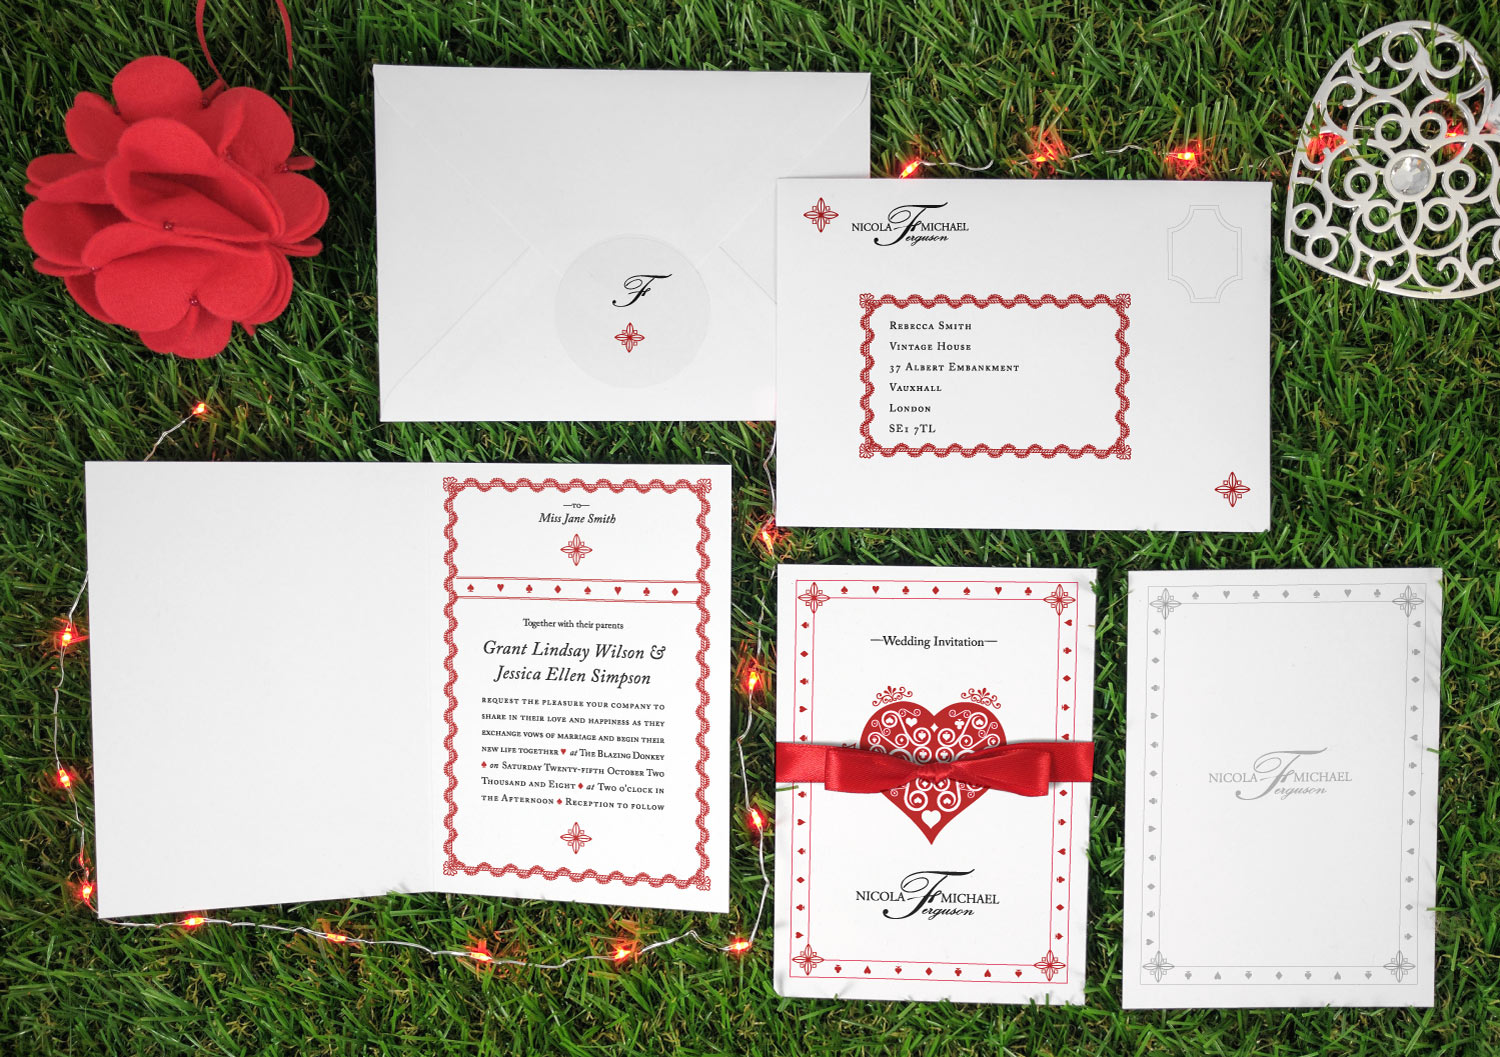 F
NICOLA F MICHAEL
Ferguson
Rebecca Smith
Vintage House
37 Albert Embankment
Vauxhall
London
SE1 7TL
—TO—
Miss Jane Smith
Together with their parents
Grant Lindsay Wilson &
Jessica Ellen Simpson
REQUEST THE PLEASURE YOUR COMPANY TO
SHARE IN THEIR LOVE AND HAPPINESS AS THEY
EXCHANGE VOWS OF MARRIAGE AND BEGIN THEIR
NEW LIFE TOGETHER ♥ at The Blazing Donkey
♠ on Saturday Twenty-fifth October Two
Thousand and Eight ♦ at Two o'clock in
the Afternoon ♠ Reception to follow
—Wedding Invitation—
NICOLA F MICHAEL
Ferguson
NICOLA F MICHAEL
Ferguson